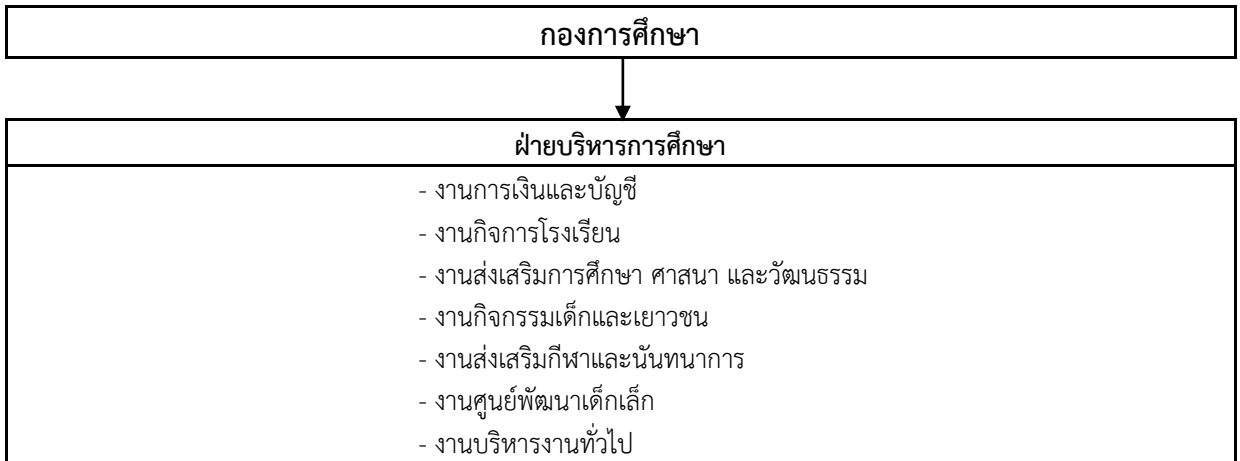 กองการศึกษา
ฝ่ายบริหารการศึกษา
- งานการเงินและบัญชี
- งานกิจการโรงเรียน
- งานส่งเสริมการศึกษา ศาสนา และวัฒนธรรม
- งานกิจกรรมเด็กและเยาวชน
- งานส่งเสริมกีฬาและนันทนาการ
- งานศูนย์พัฒนาเด็กเล็ก
- งานบริหารงานทั่วไป